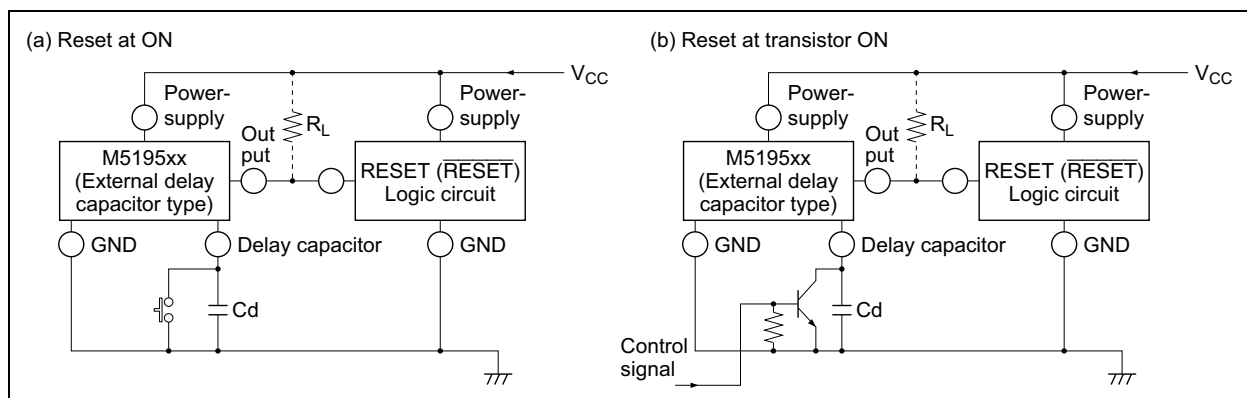 (a) Reset at ON
VCC
Power-
supply
RL
Out
put
Power-
supply
M5195xx
(External delay
capacitor type)
RESET (RESET)
Logic circuit
GND
Delay capacitor
GND
Cd
(b) Reset at transistor ON
VCC
Power-
supply
RL
Out
put
Power-
supply
M5195xx
(External delay
capacitor type)
RESET (RESET)
Logic circuit
GND
Delay capacitor
GND
Cd
Control
signal